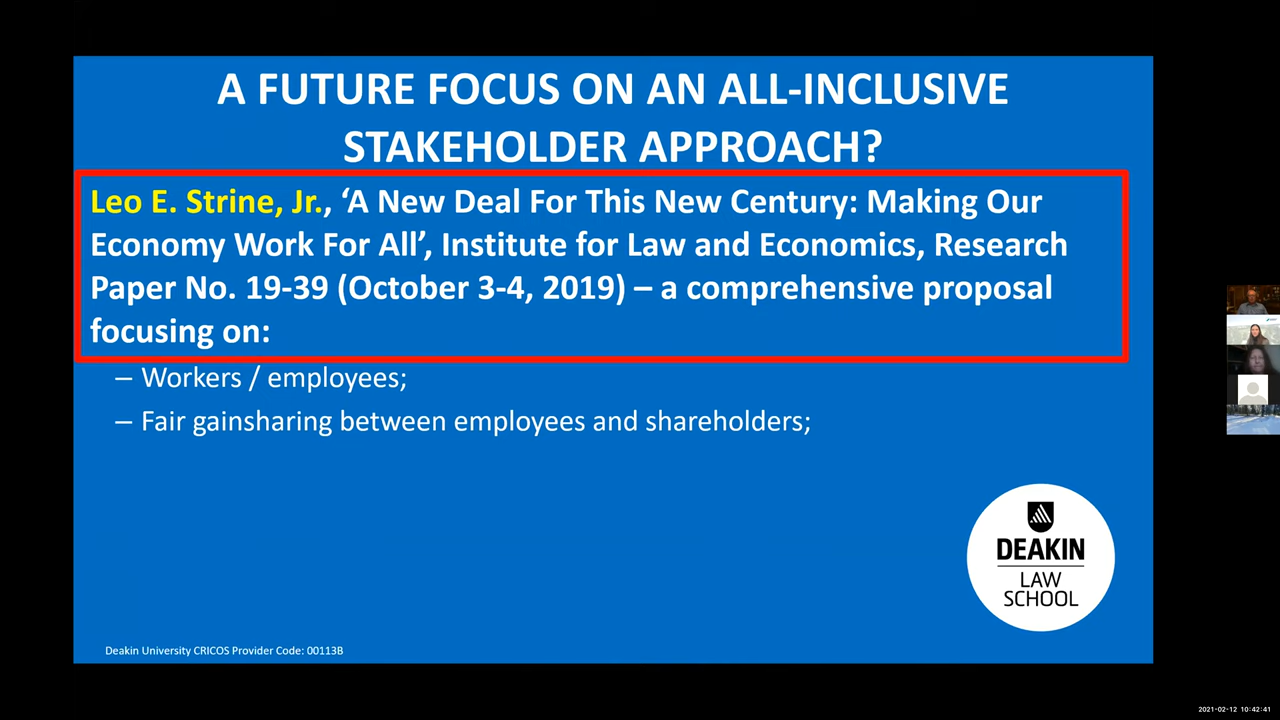 A FUTURE FOCUS ON AN ALL-INCLUSIVE
STAKEHOLDER APPROACH?
Leo E. Strine, Jr., ‘A New Deal For This New Century: Making Our
Economy Work For All’, Institute for Law and Economics, Research
Paper No. 19-39 (October 3-4, 2019) – a comprehensive proposal
focusing on:
– Workers / employees;
– Fair gainsharing between employees and shareholders;
DEAKIN
LAW
SCHOOL
Deakin University CRICOS Provider Code: 00113B
2021-02-12 10:42:41